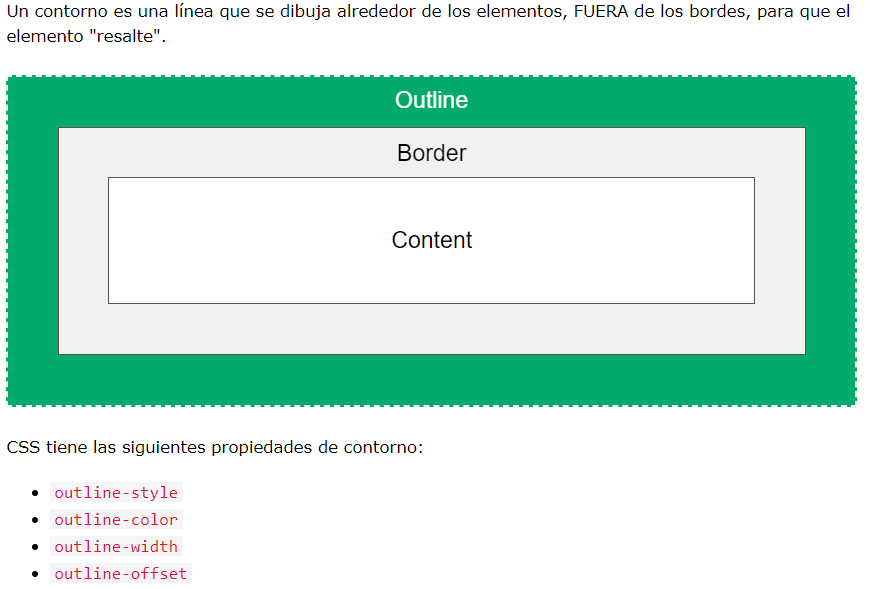 Un contorno es una línea que se dibuja alrededor de los elementos, FUERA de los bordes, para que el
elemento "resalte".
Outline
Border
Content
CSS tiene las siguientes propiedades de contorno:
outline-style
outline-color
outline-width
outline-offset